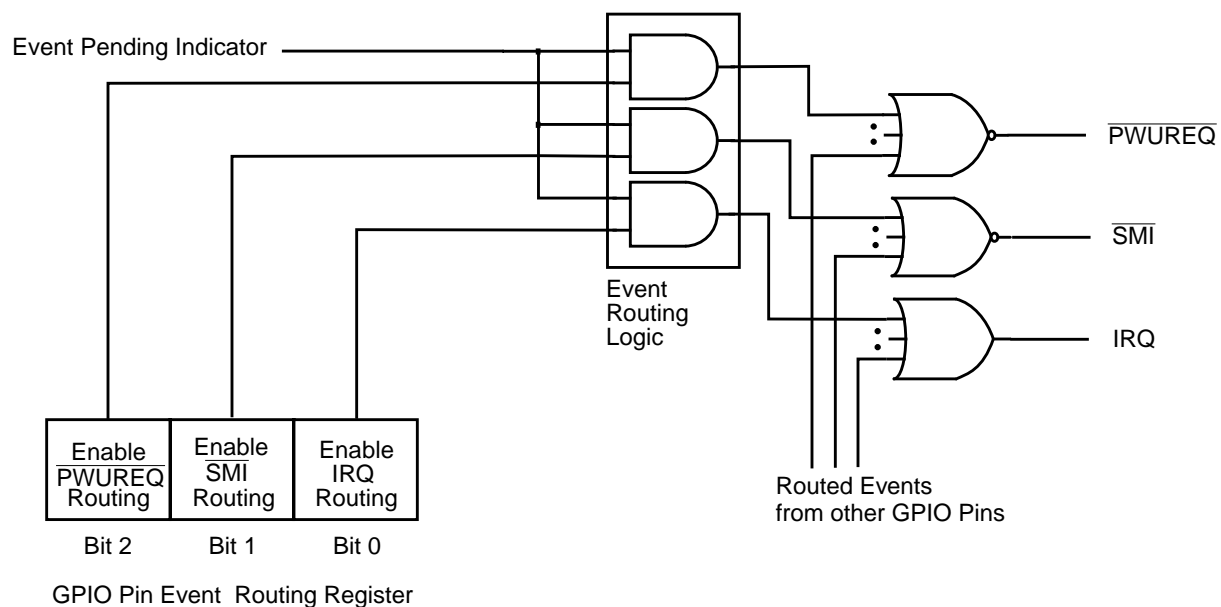 Event Pending Indicator
PWUREQ
SMI
IRQ
Event
Routing
Logic
Enable
PWUREQ
Routing
Enable
SMI
Routing
Enable
IRQ
Routing
Routed Events
from other GPIO Pins
Bit 2
Bit 1
Bit 0
GPIO Pin Event Routing Register